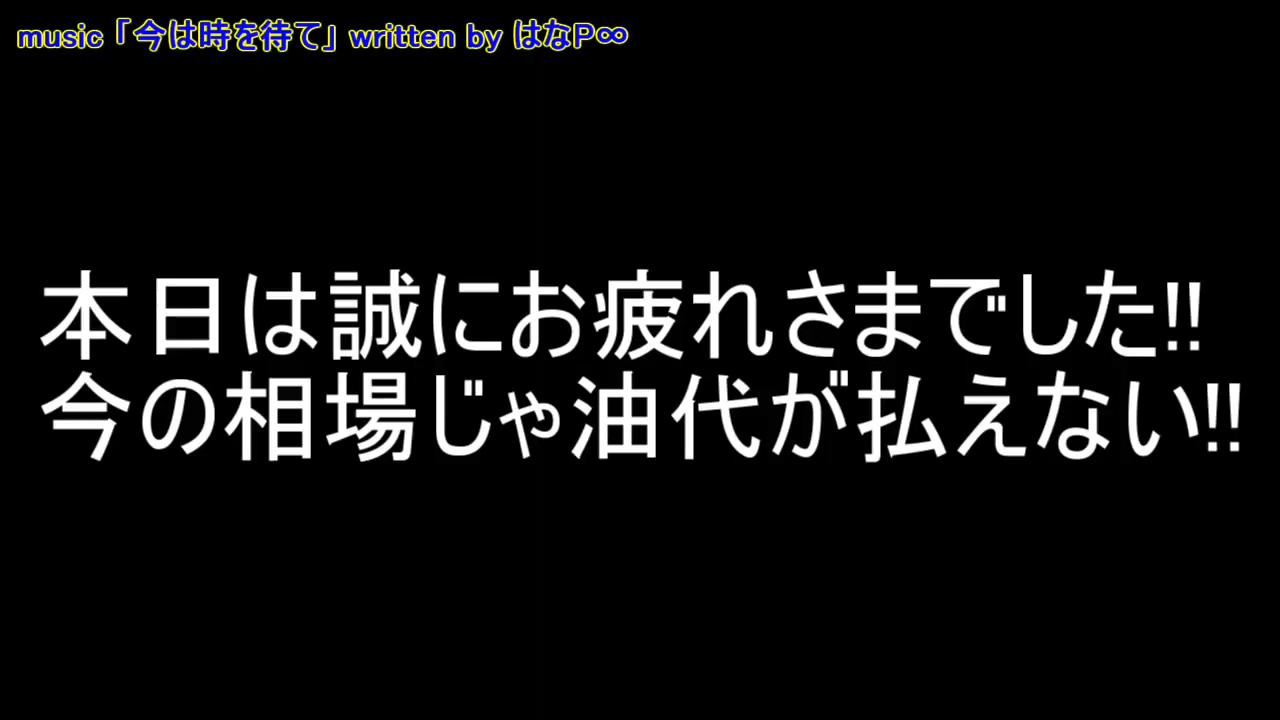 music「今は時を待て」written by はなP∞
本日は誠にお疲れさまでした!!
今の相場じゃ油代が払えない!!